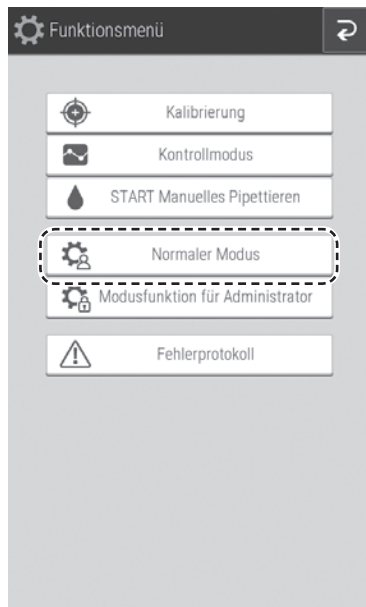 Funktionsmenü
Kalibrierung
Kontrollmodus
START Manuelles Pipettieren
Normaler Modus
Modusfunktion für Administrator
Fehlerprotokoll